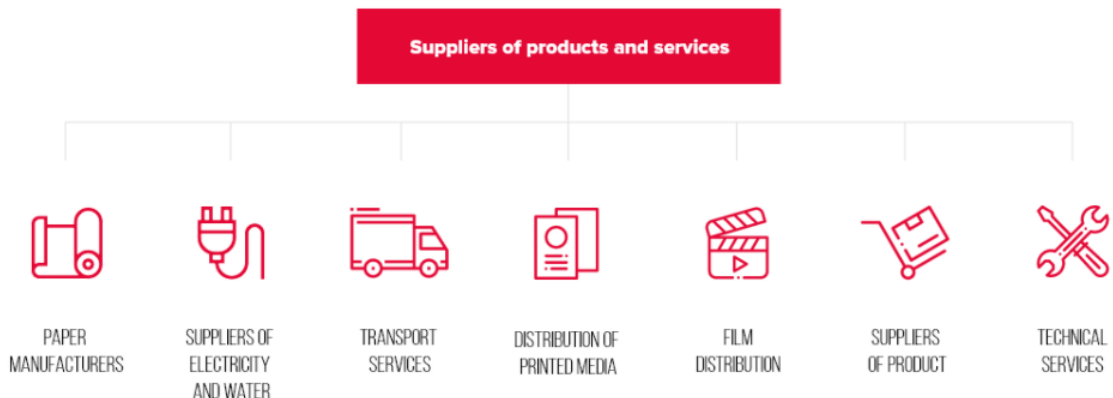 Suppliers of products and services
PAPER
MANUFACTURERS
SUPPLIERS OF
ELECTRICITY
AND WATER
TRANSPORT
SERVICES
DISTRIBUTION OF
PRINTED MEDIA
FILM
DISTRIBUTION
SUPPLIERS
OF PRODUCT
TECHNICAL
SERVICES